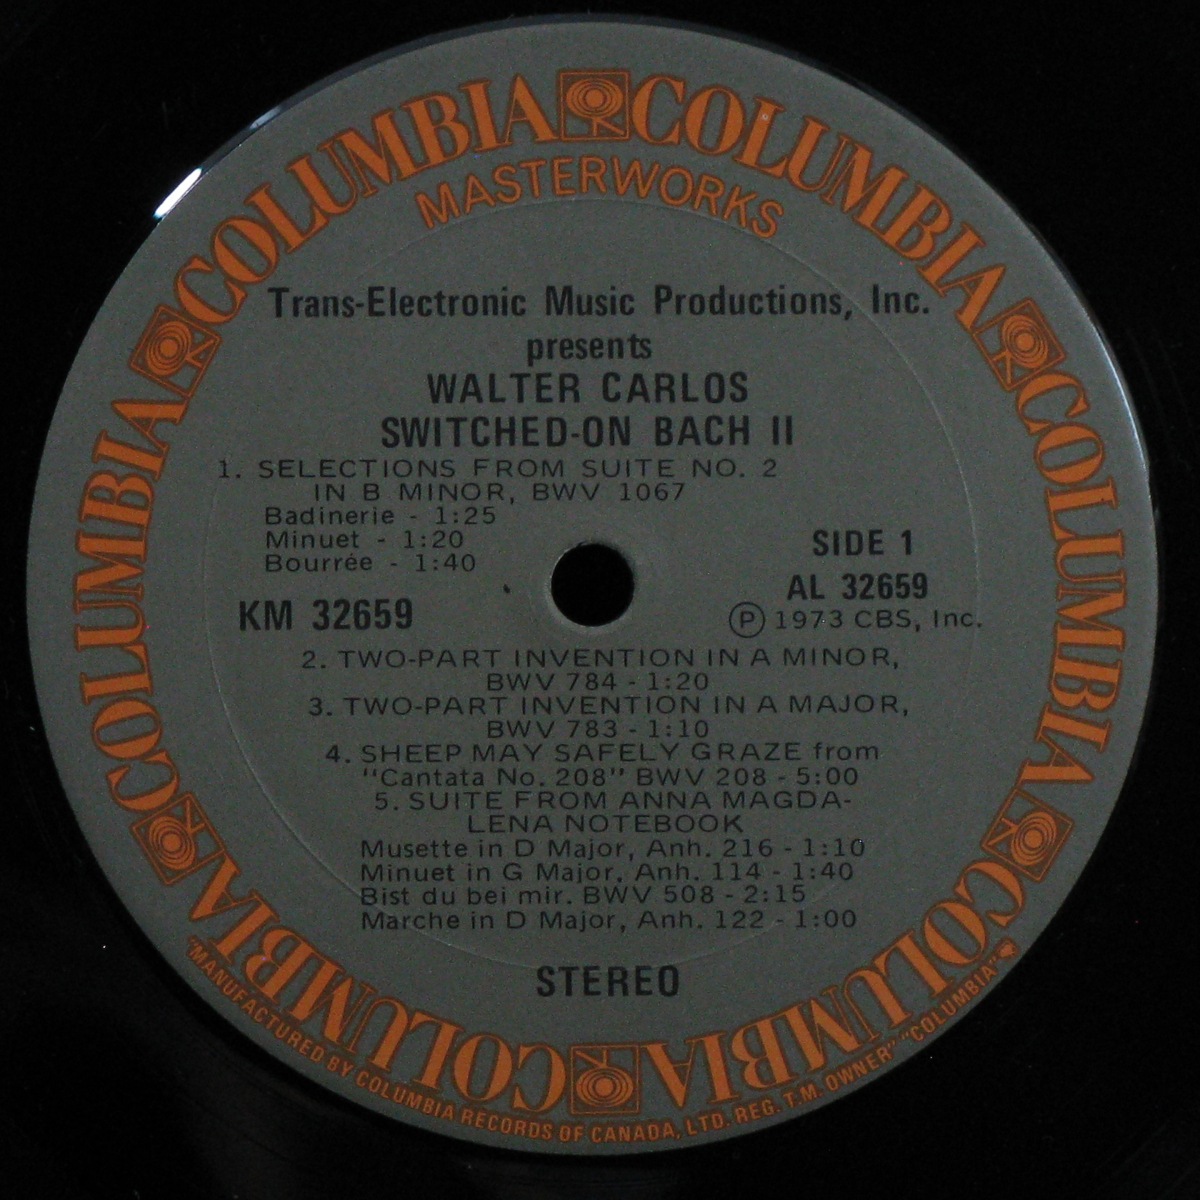 COLUMBIA COLUMBIA COLUMBIA COLUMBIA COLUMBIA COLUMBIA
MASTERWORKS
Trans-Electronic Music Productions, Inc.
presents
WALTER CARLOS
SWITCHED-ON BACH II
1. SELECTIONS FROM SUITE NO. 2
IN B MINOR, BWV 1067
Badinerie - 1:25
Minuet - 1:20
Bourrée - 1:40
KM 32659
SIDE 1
AL 32659
Ⓟ 1973 CBS, Inc.
2. TWO-PART INVENTION IN A MINOR,
BWV 784 - 1:20
3. TWO-PART INVENTION IN A MAJOR,
BWV 783 - 1:10
4. SHEEP MAY SAFELY GRAZE from
"Cantata No. 208" BWV 208 - 5:00
5. SUITE FROM ANNA MAGDA-
LENA NOTEBOOK
Musette in D Major, Anh. 216 - 1:10
Minuet in G Major, Anh. 114 - 1:40
Bist du bei mir. BWV 508 - 2:15
Marche in D Major, Anh. 122 - 1:00
STEREO
"MANUFACTURED BY COLUMBIA RECORDS OF CANADA, LTD. REG. T.M. OWNER" "COLUMBIA"